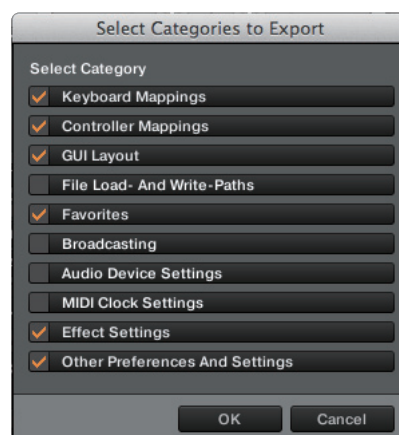 Select Categories to Export
Select Category
Keyboard Mappings
Controller Mappings
GUI Layout
File Load- And Write-Paths
Favorites
Broadcasting
Audio Device Settings
MIDI Clock Settings
Effect Settings
Other Preferences And Settings
OK Cancel